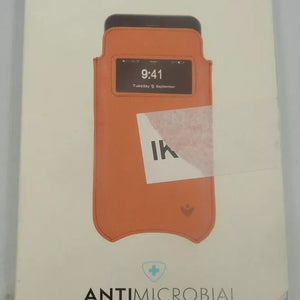 9:41
Tuesday 9 September
IK
ANTIMICROBIAL